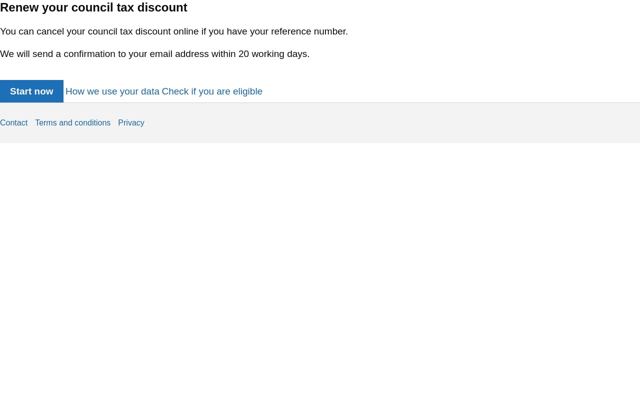 Renew your council tax discount
You can cancel your council tax discount online if you have your reference number.
We will send a confirmation to your email address within 20 working days.
Start now How we use your data Check if you are eligible
Contact Terms and conditions Privacy